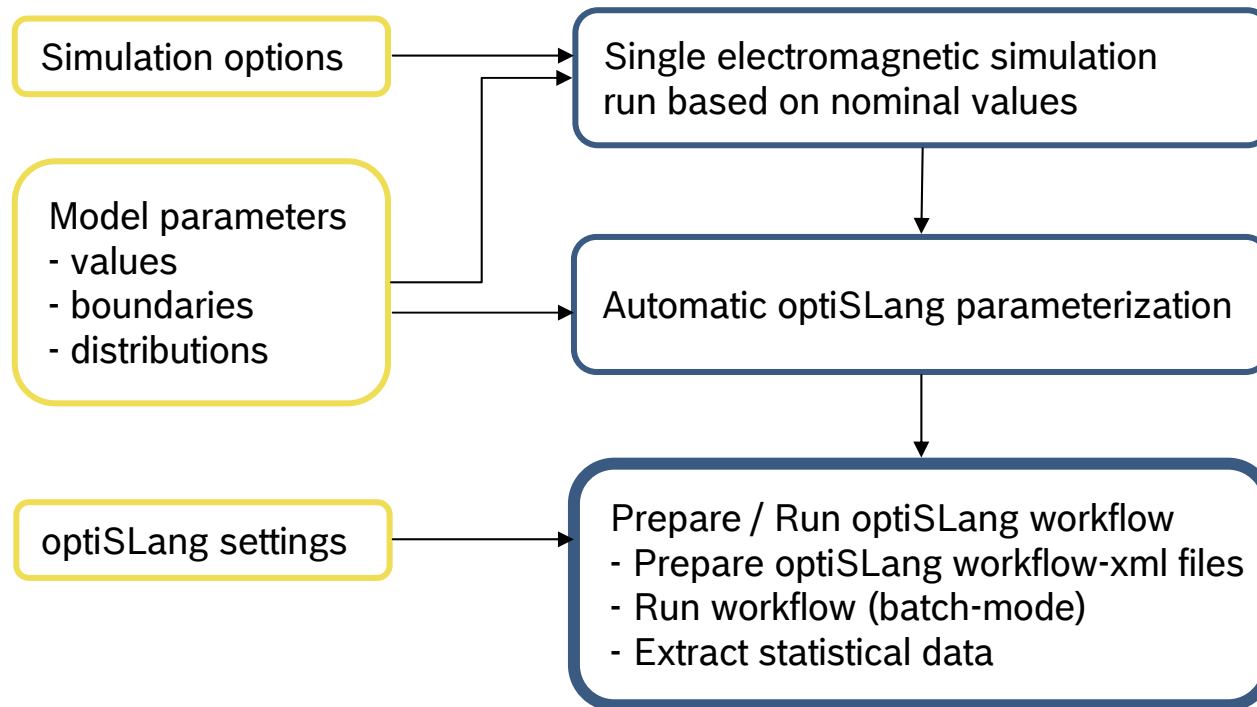 Simulation options
Single electromagnetic simulation
run based on nominal values
Model parameters
- values
- boundaries
- distributions
Automatic optiSLang parameterization
optiSLang settings
Prepare / Run optiSLang workflow
- Prepare optiSLang workflow-xml files
- Run workflow (batch-mode)
- Extract statistical data